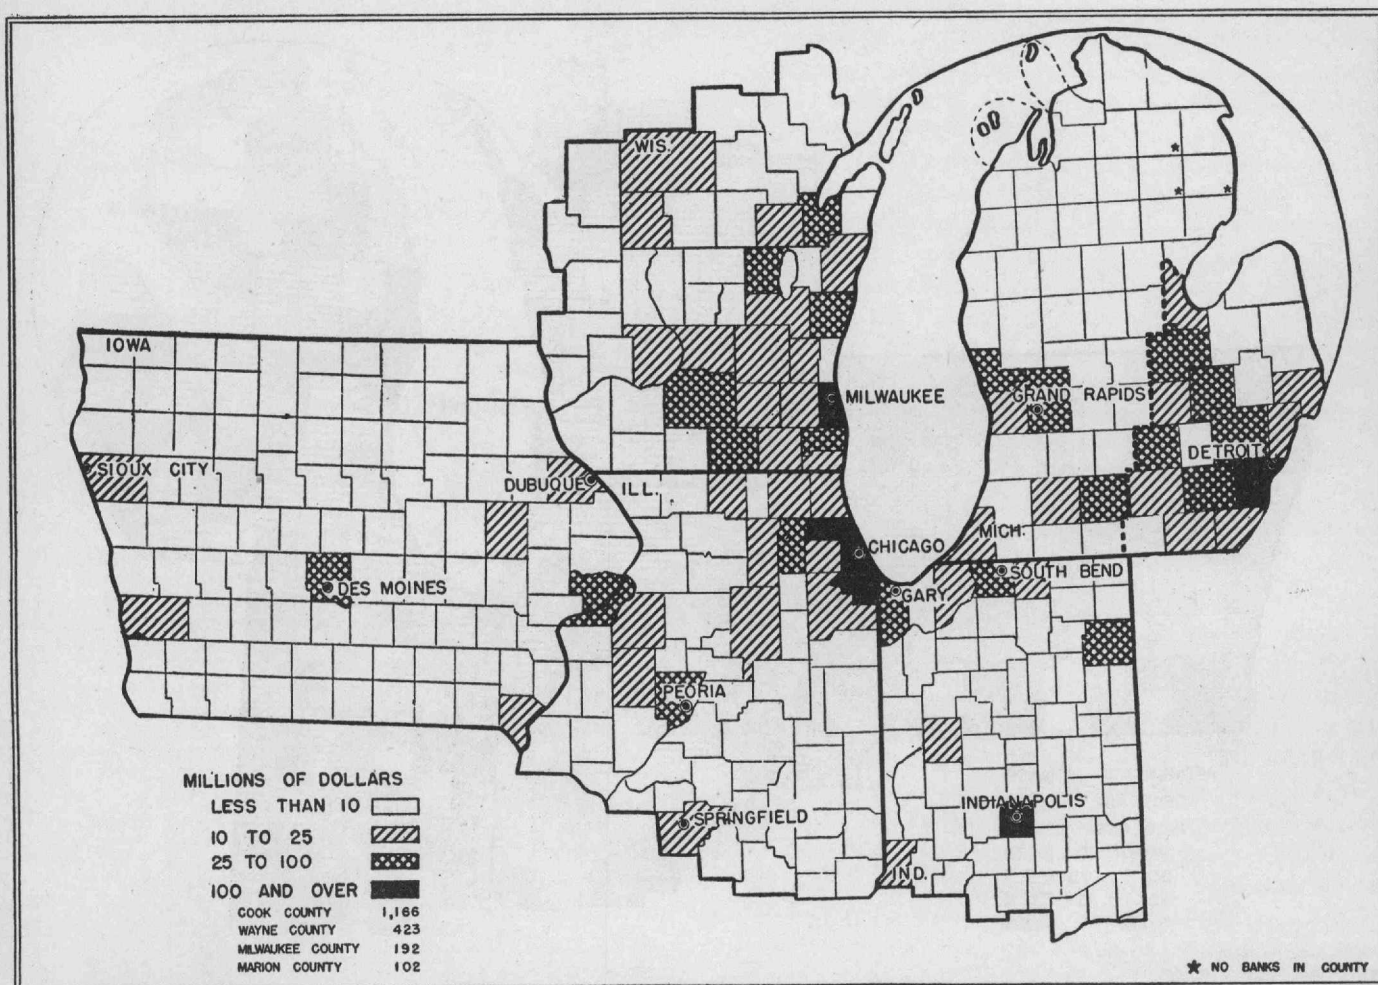 WIS.
IOWA
MILWAUKEE
GRAND RAPIDS
SIOUX CITY
DETROIT
DUBUQUE
ILL.
MICH.
CHICAGO
SOUTH BEND
DES MOINES
GARY
PEORIA
MILLIONS OF DOLLARS
LESS THAN 10
10 TO 25
25 TO 100
100 AND OVER
COOK COUNTY 1,166
WAYNE COUNTY 423
MILWAUKEE COUNTY 192
MARION COUNTY 102
INDIANAPOLIS
SPRINGFIELD
IND.
* NO BANKS IN COUNTY